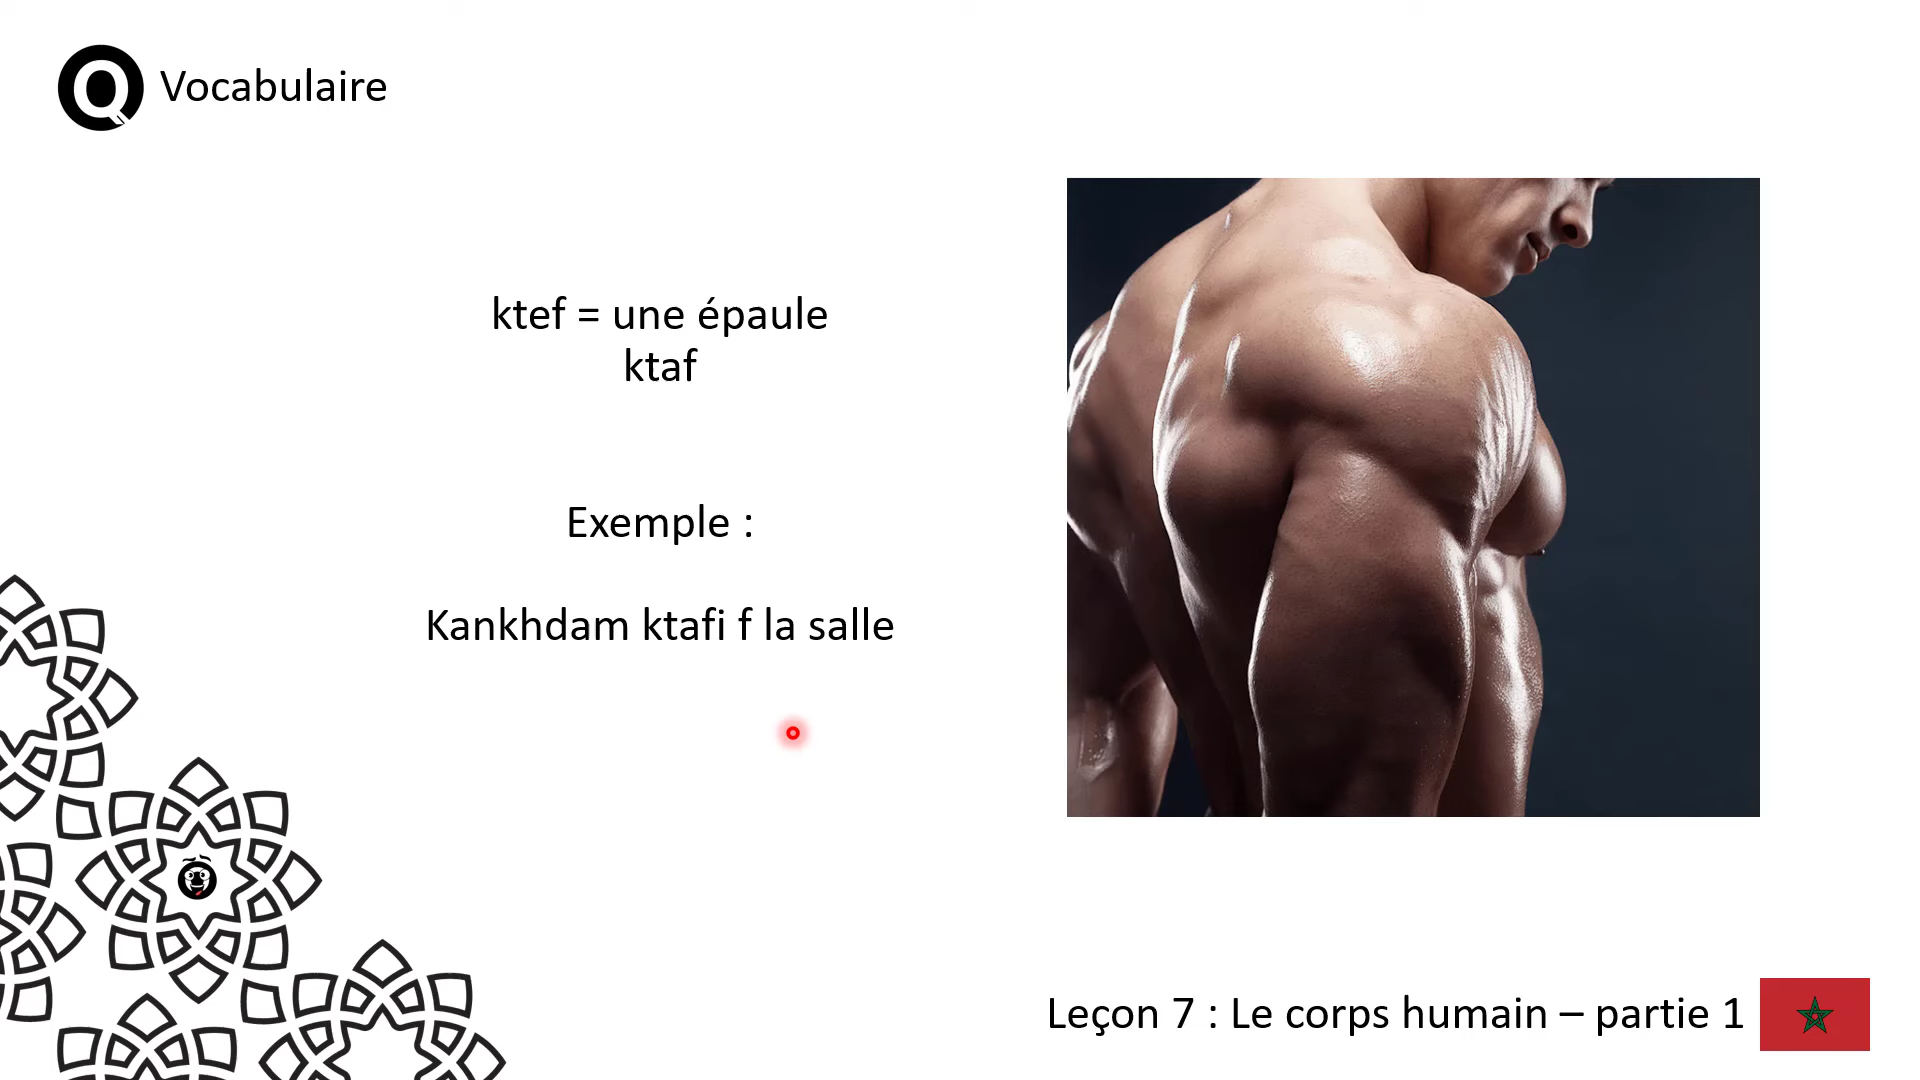 Q Vocabulaire
ktef = une épaule
ktaf
Exemple :
Kankhdam ktafi f la salle
Leçon 7 : Le corps humain – partie 1